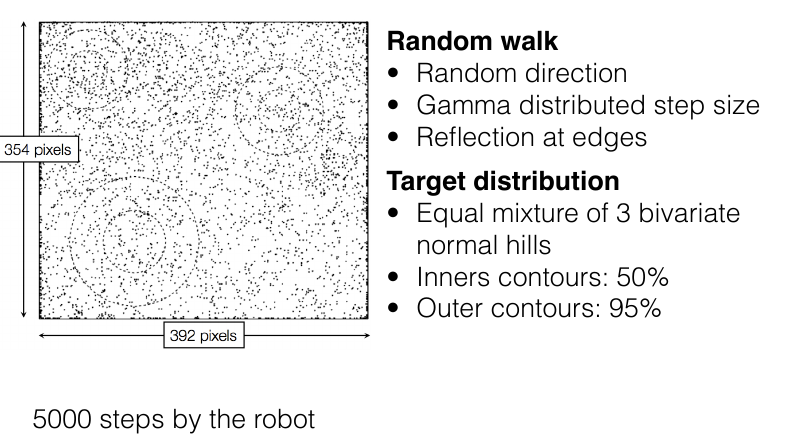 354 pixels
392 pixels
Random walk
• Random direction
• Gamma distributed step size
• Reflection at edges
Target distribution
• Equal mixture of 3 bivariate
normal hills
• Inners contours: 50%
• Outer contours: 95%
5000 steps by the robot